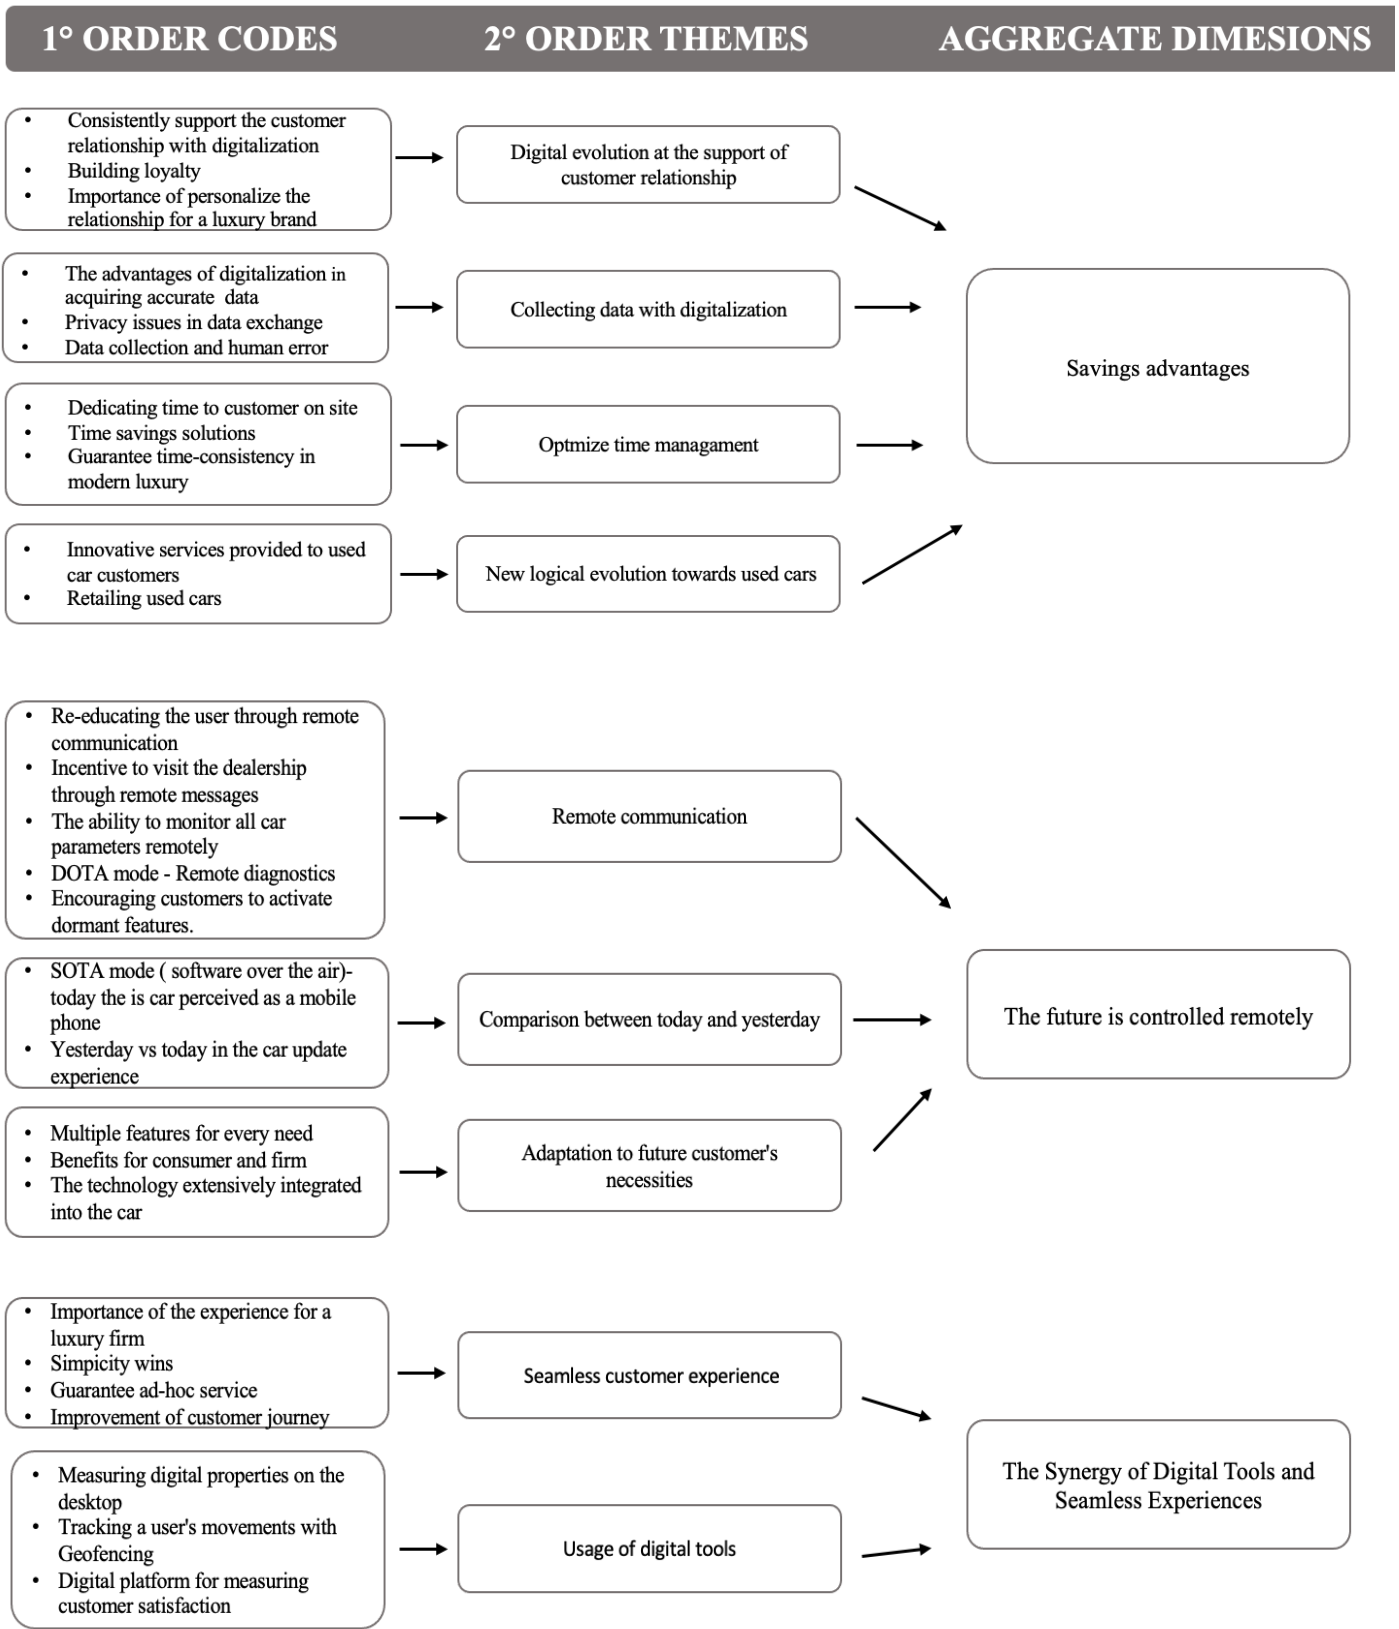 1° ORDER CODES
2° ORDER THEMES
AGGREGATE DIMESIONS
• Consistently support the customer
relationship with digitalization
• Building loyalty
• Importance of personalize the
relationship for a luxury brand
Digital evolution at the support of
customer relationship
• The advantages of digitalization in
acquiring accurate data
• Privacy issues in data exchange
• Data collection and human error
Collecting data with digitalization
• Dedicating time to customer on site
• Time savings solutions
• Guarantee time-consistency in
modern luxury
Optmize time managament
• Innovative services provided to used
car customers
• Retailing used cars
New logical evolution towards used cars
Savings advantages
• Re-educating the user through remote
communication
• Incentive to visit the dealership
through remote messages
• The ability to monitor all car
parameters remotely
• DOTA mode - Remote diagnostics
• Encouraging customers to activate
dormant features.
Remote communication
• SOTA mode ( software over the air)-
today the is car perceived as a mobile
phone
• Yesterday vs today in the car update
experience
Comparison between today and yesterday
• Multiple features for every need
• Benefits for consumer and firm
• The technology extensively integrated
into the car
Adaptation to future customer's
necessities
The future is controlled remotely
• Importance of the experience for a
luxury firm
• Simpicity wins
• Guarantee ad-hoc service
• Improvement of customer journey
Seamless customer experience
• Measuring digital properties on the
desktop
• Tracking a user's movements with
Geofencing
• Digital platform for measuring
customer satisfaction
Usage of digital tools
The Synergy of Digital Tools and
Seamless Experiences